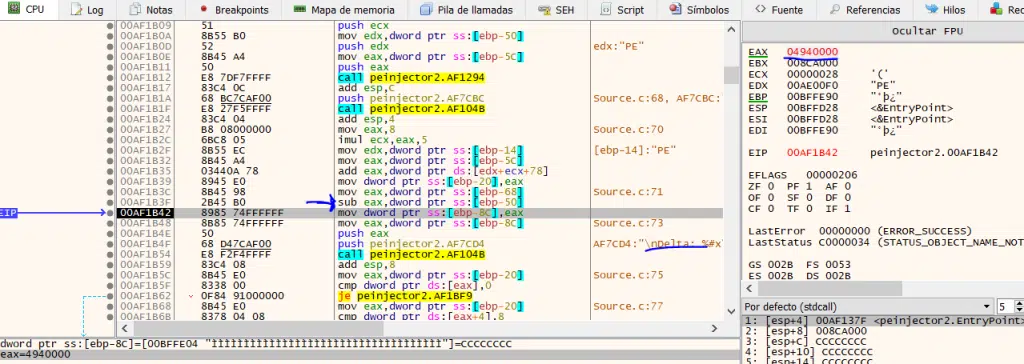 CPU Log Notas Breakpoints Mapa de memoria Pila de llamadas SEH Script Símbolos Fuente Referencias Hilos
00AF1B09 51 push ecx
00AF1B0A 8B55 B0 mov edx,dword ptr ss:[ebp-50]
00AF1B0D 52 push edx edx:"PE"
00AF1B0E 8B45 A4 mov eax,dword ptr ss:[ebp-5C]
00AF1B11 50 push eax
00AF1B12 E8 7DF7FFFF call peinjector2.AF1294
00AF1B17 83C4 0C add esp,C
00AF1B1A 68 BC7CAF00 push peinjector2.AF7CBC Source.c:68, AF7CBC:
00AF1B1F E8 27F5FFFF call peinjector2.AF104B
00AF1B24 83C4 04 add esp,4
00AF1B27 B8 08000000 mov eax,8 Source.c:70
00AF1B2C 6BC8 05 imul ecx,eax,5
00AF1B2F 8B55 EC mov edx,dword ptr ss:[ebp-14] [ebp-14]:"PE"
00AF1B32 8B45 A4 mov eax,dword ptr ss:[ebp-5C]
00AF1B35 03440A 78 add eax,dword ptr ds:[edx+ecx+78]
00AF1B39 8945 E0 mov dword ptr ss:[ebp-20],eax
00AF1B3C 8B45 98 mov eax,dword ptr ss:[ebp-68] Source.c:71
00AF1B3F 2B45 B0 sub eax,dword ptr ss:[ebp-50]
EIP 00AF1B42 8985 74FFFFFF mov dword ptr ss:[ebp-8C],eax
00AF1B48 8B85 74FFFFFF mov eax,dword ptr ss:[ebp-8C] Source.c:73
00AF1B4E 50 push eax
00AF1B4F 68 D47CAF00 push peinjector2.AF7CD4 AF7CD4:"\nDelta: %#x
00AF1B54 E8 F2F4FFFF call peinjector2.AF104B
00AF1B59 83C4 08 add esp,8
00AF1B5C 8B45 E0 mov eax,dword ptr ss:[ebp-20] Source.c:75
00AF1B5F 8338 00 cmp dword ptr ds:[eax],0
00AF1B62 0F84 91000000 je peinjector2.AF1BF9
00AF1B68 8B45 E0 mov eax,dword ptr ss:[ebp-20] Source.c:77
00AF1B6B 8378 04 08 cmp dword ptr ds:[eax+4],8
dword ptr ss:[ebp-8C]=[00BFFE04 ]=CCCCCCCC
eax=4940000
Ocultar FPU
EAX 04940000
EBX 008CA000
ECX 00000028 '('
EDX 00AE00F0 "PE"
EBP 00BFFE90
ESP 00BFFD28 <&EntryPoint>
ESI 00BFFD28 <&EntryPoint>
EDI 00BFFE90
EIP 00AF1B42 peinjector2.00AF1B42
EFLAGS 00000206
ZF 0 PF 1 AF 0
OF 0 SF 0 DF 0
CF 0 TF 0 IF 1
LastError 00000000 (ERROR_SUCCESS)
LastStatus C0000034 (STATUS_OBJECT_NAME_NOT
GS 002B FS 0053
ES 002B DS 002B
Por defecto (stdcall) 5
1: [esp+4] 00AF137F <peinjector2.EntryPoint>
2: [esp+8] 008CA000
3: [esp+C] CCCCCCCC
4: [esp+10] CCCCCCCC
5: [esp+14] CCCCCCCC